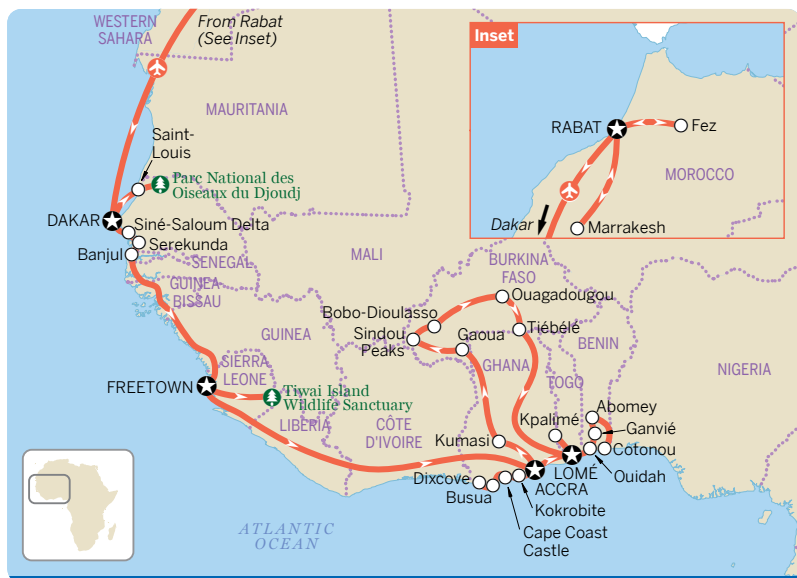 WESTERN
SAHARA
From Rabat
(See Inset)
Inset
RABAT
Fez
MOROCCO
Dakar
Marrakesh
MAURITANIA
Saint-
Louis
Parc National des
Oiseaux du Djoudj
DAKAR
Siné-Saloum Delta
Serekunda
Banjul
SENEGAL
GUINEA-
BISSAU
MALI
BURKINA
FASO
Ouagadougou
Bobo-Dioulasso
Sindou
Peaks
Gaoua
Tiébélé
GUINEA
GHANA
BENIN
TOGO
NIGERIA
SIERRA
LEONE
FREETOWN
Tiwai Island
Wildlife Sanctuary
LIBERIA
CÔTE
D'IVOIRE
Kumasi
Kpalimé
Abomey
Ganvié
Cotonou
Ouidah
LOMÉ
ACCRA
Dixcove
Busua
Kokrobite
Cape Coast
Castle
ATLANTIC
OCEAN